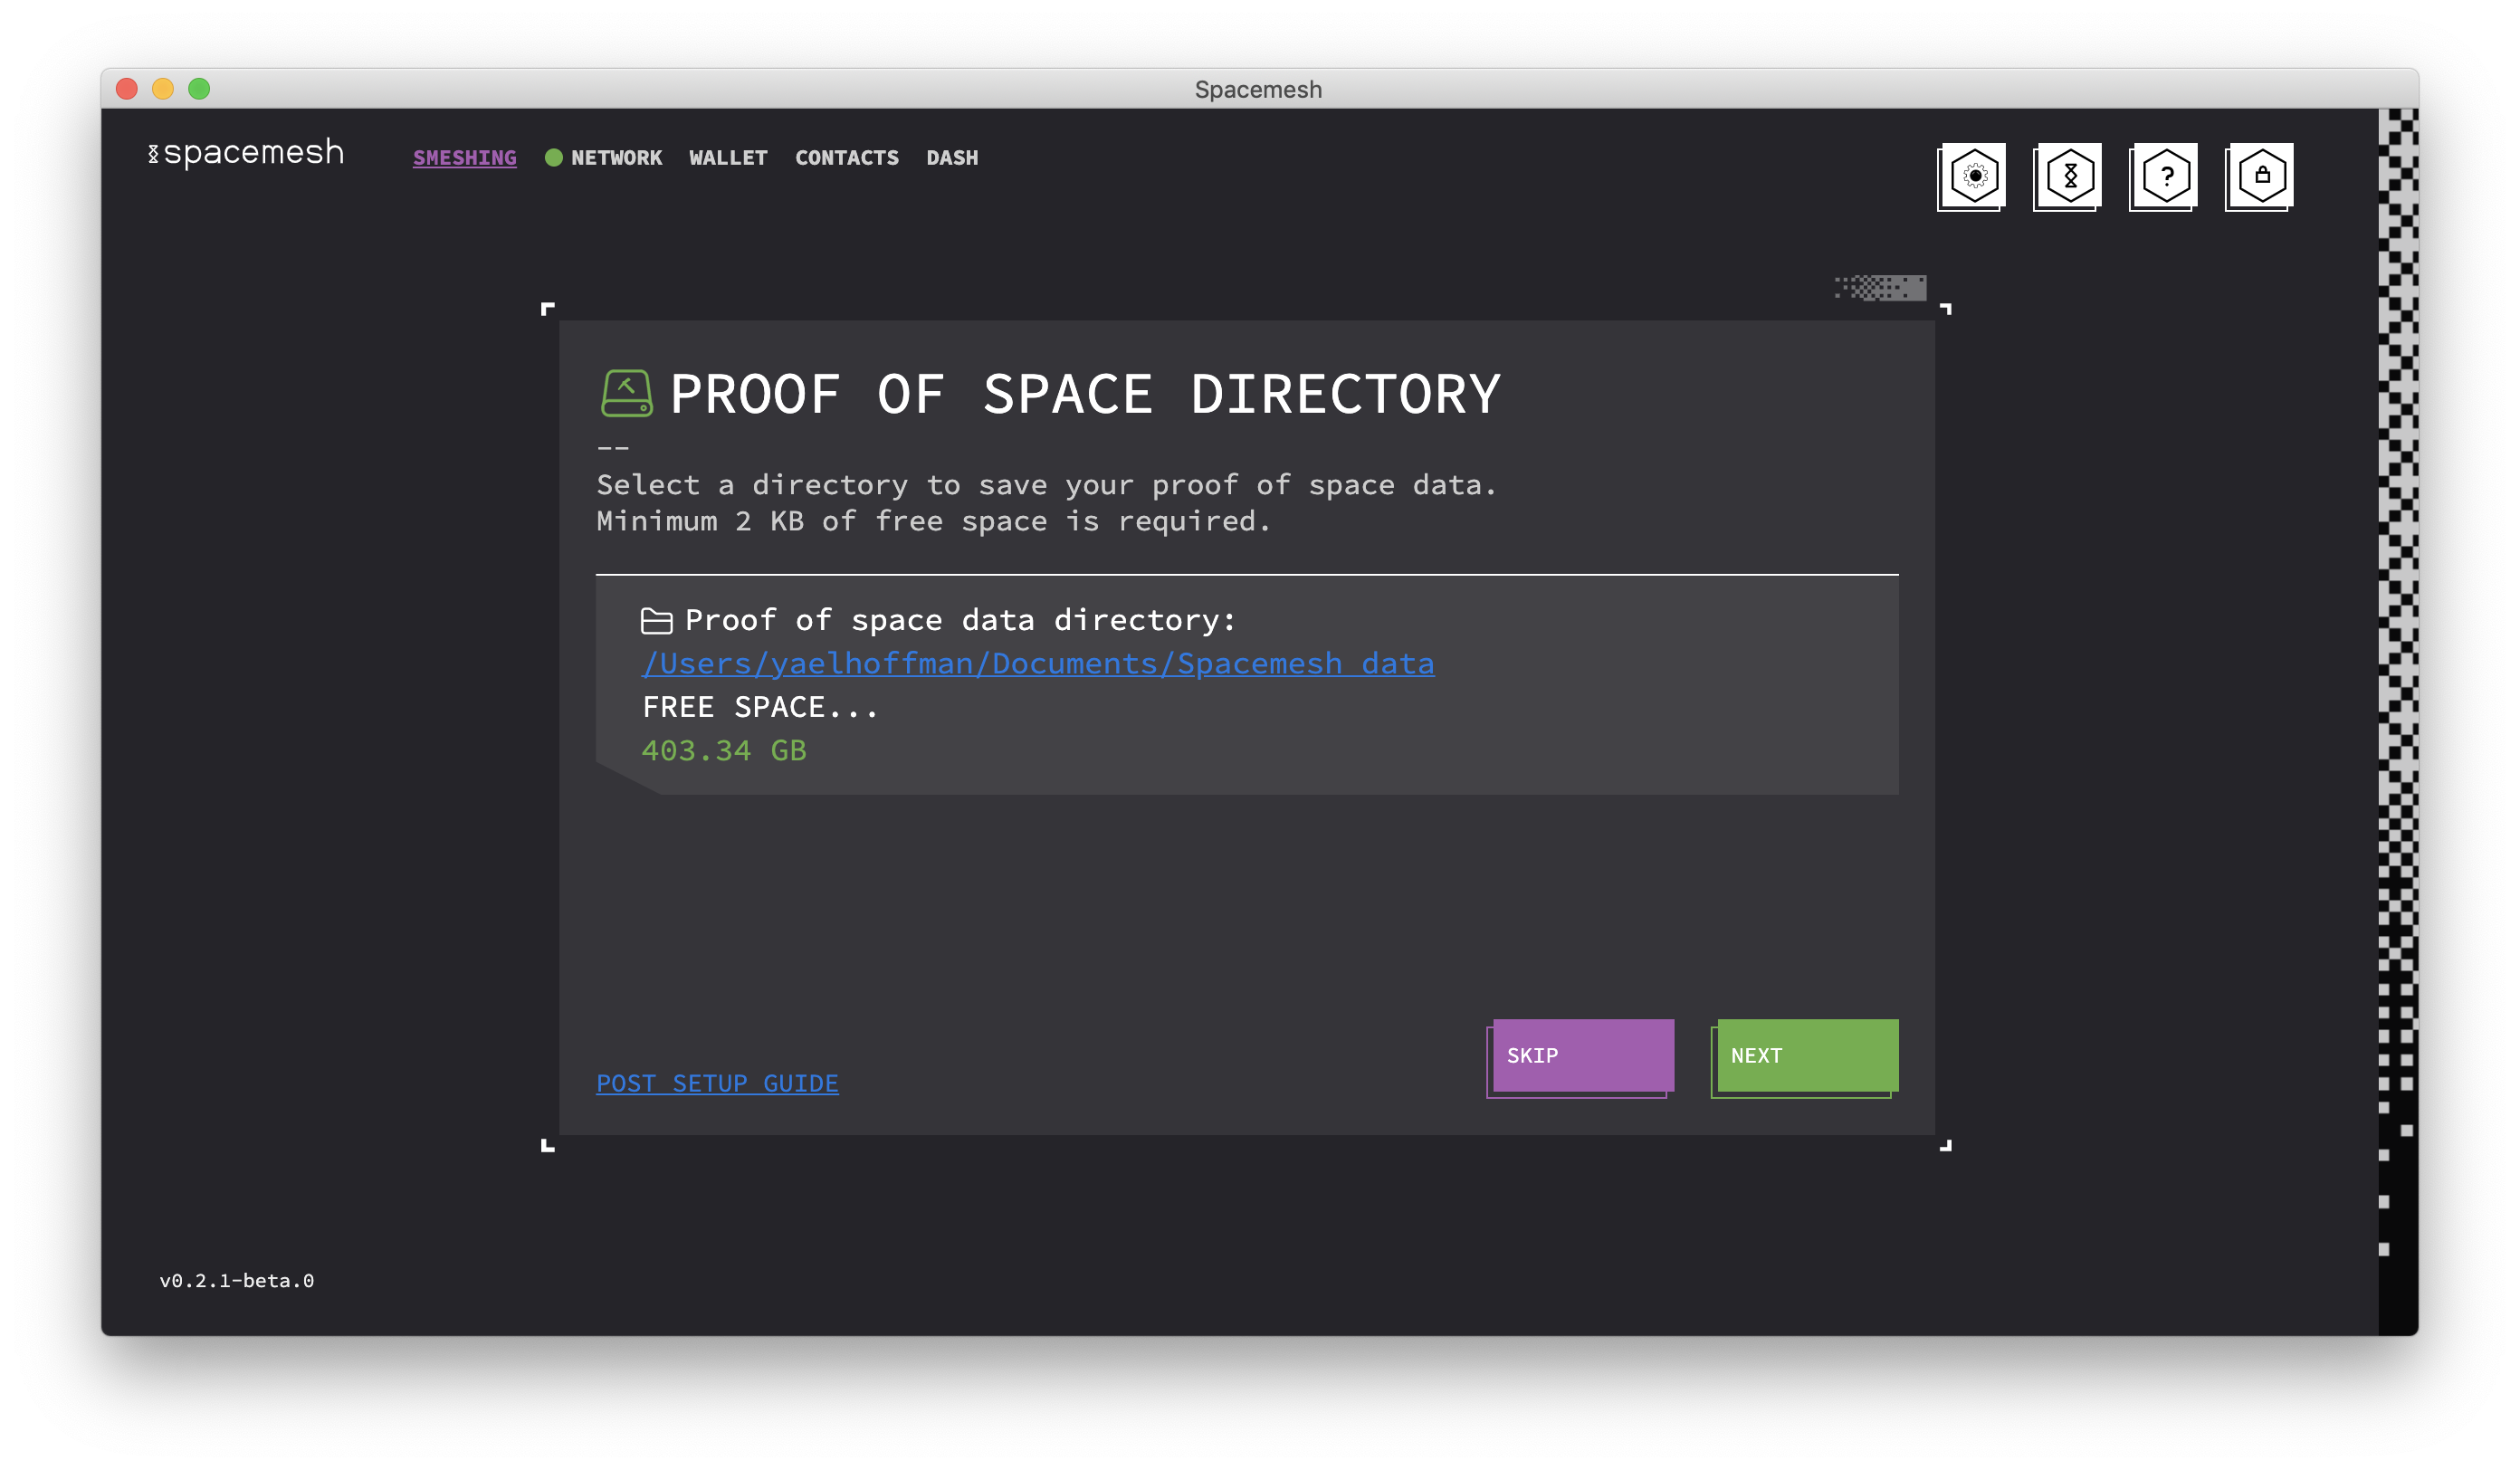 Spacemesh
spacemesh
SMESHING NETWORK WALLET CONTACTS DASH
?
PROOF OF SPACE DIRECTORY
--
Select a directory to save your proof of space data.
Minimum 2 KB of free space is required.
Proof of space data directory:
/Users/yaelhoffman/Documents/Spacemesh data
FREE SPACE...
403.34 GB
POST SETUP GUIDE
SKIP
NEXT
v0.2.1-beta.0